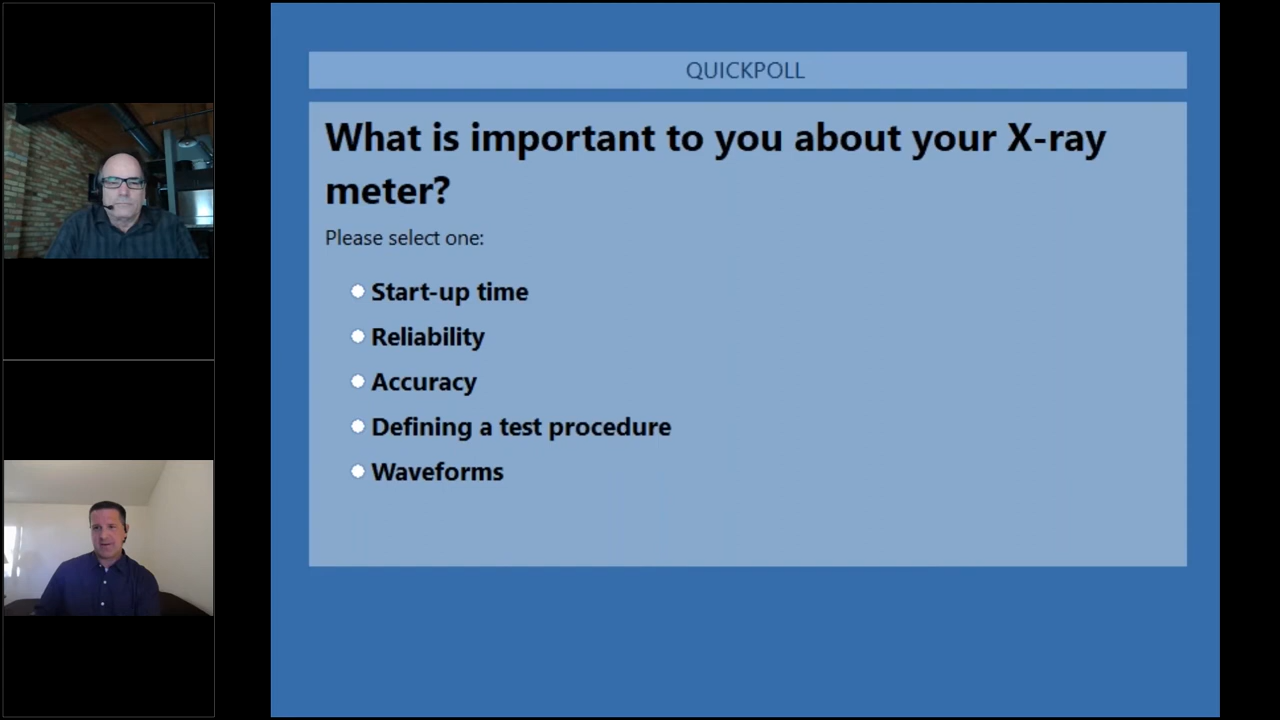 QUICKPOLL
What is important to you about your X-ray
meter?
Please select one:
Start-up time
Reliability
Accuracy
Defining a test procedure
Waveforms